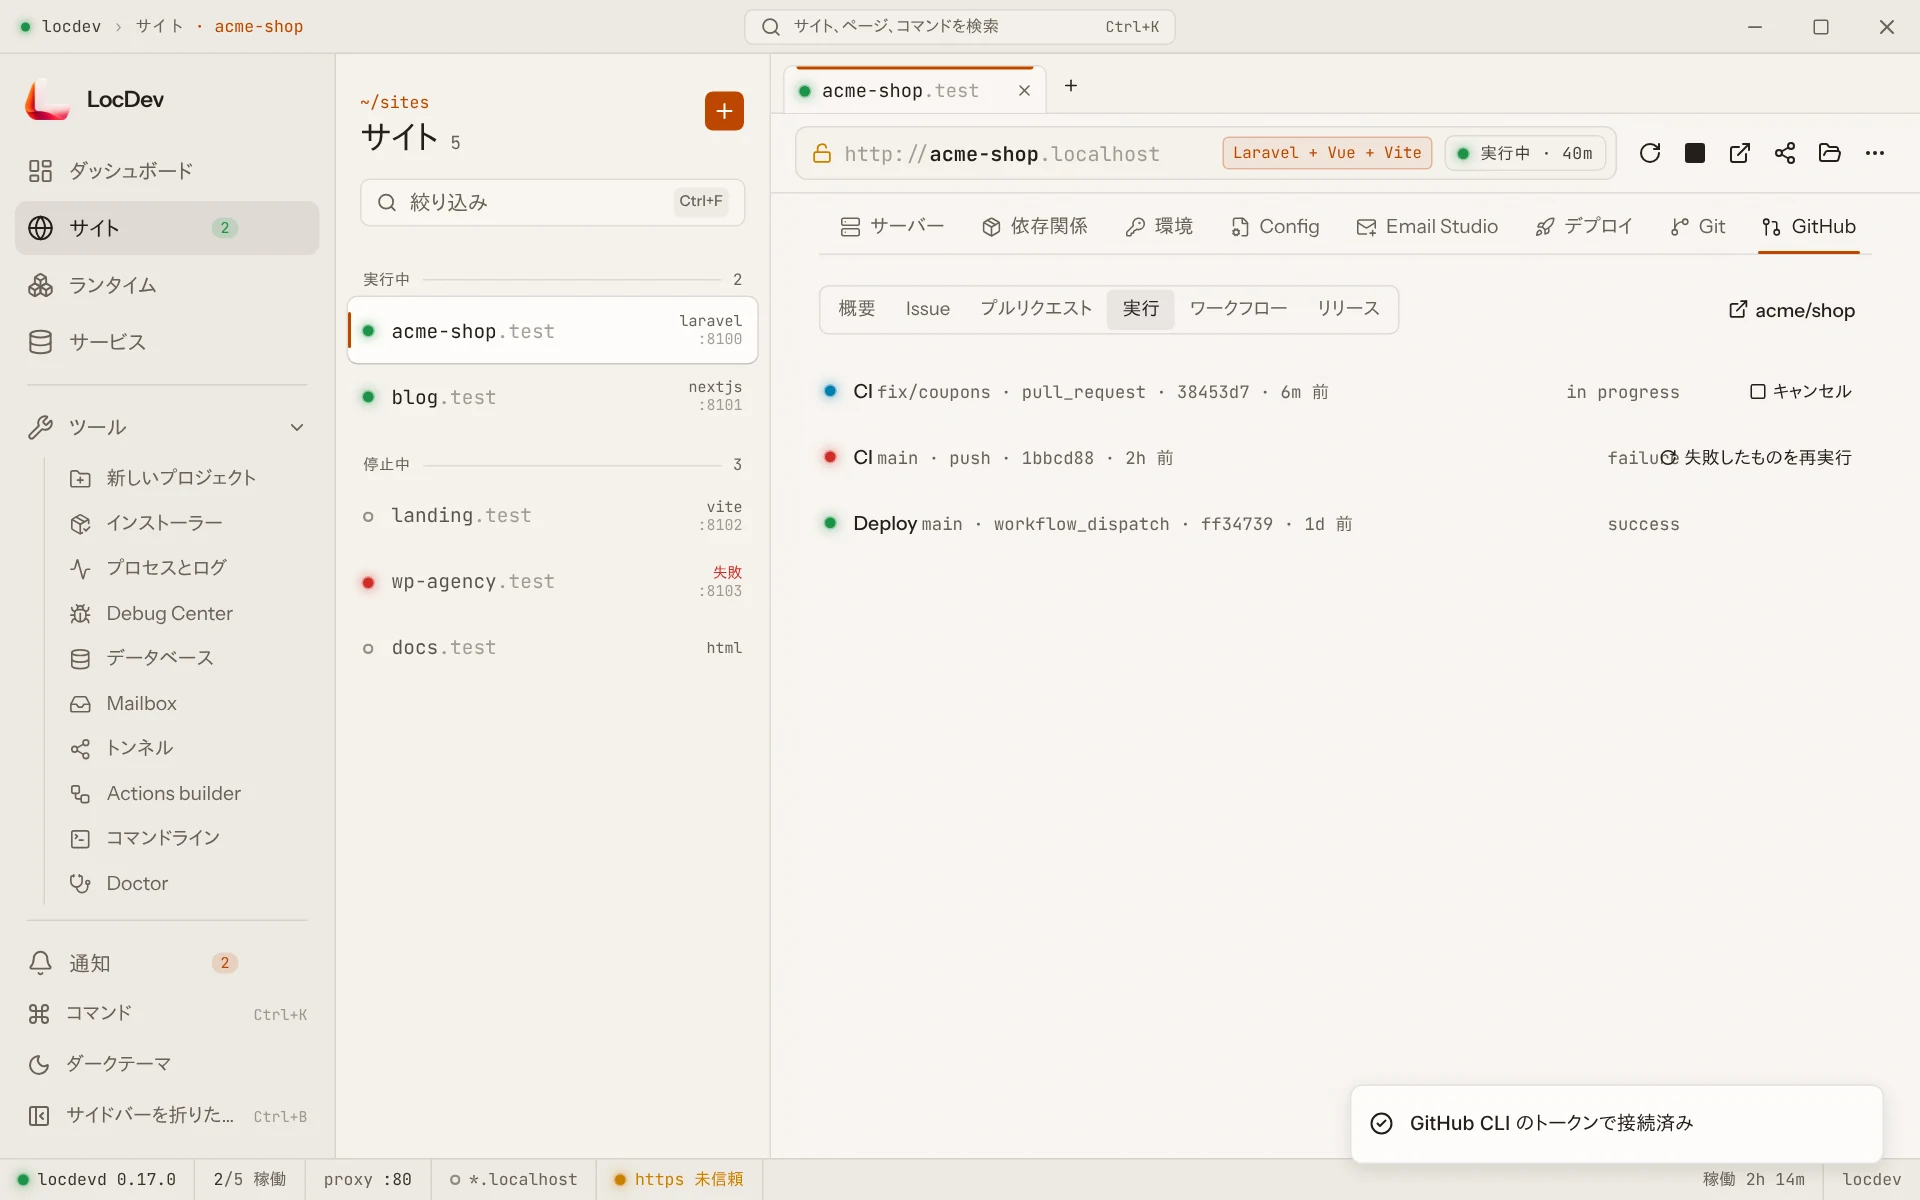 locdev › サイト · acme-shop
サイト、ページ、コマンドを検索 Ctrl+K
LocDev
ダッシュボード
サイト 2
ランタイム
サービス
ツール
新しいプロジェクト
インストーラー
プロセスとログ
Debug Center
データベース
Mailbox
トンネル
Actions builder
コマンドライン
Doctor
通知 2
コマンド Ctrl+K
ダークテーマ
サイドバーを折りた… Ctrl+B
~/sites
サイト 5
絞り込み Ctrl+F
実行中 2
acme-shop.test laravel :8100
blog.test nextjs :8101
停止中 3
landing.test vite :8102
wp-agency.test 失敗 :8103
docs.test html
acme-shop.test
http://acme-shop.localhost Laravel + Vue + Vite 実行中 · 40m
サーバー 依存関係 環境 Config Email Studio デプロイ Git GitHub
概要 Issue プルリクエスト 実行 ワークフロー リリース acme/shop
CI fix/coupons · pull_request · 38453d7 · 6m 前 in progress キャンセル
CI main · push · 1bbcd88 · 2h 前 failure 失敗したものを再実行
Deploy main · workflow_dispatch · ff34739 · 1d 前 success
GitHub CLI のトークンで接続済み
locdevd 0.17.0 2/5 稼働 proxy :80 *.localhost https 未信頼 稼働 2h 14m locdev